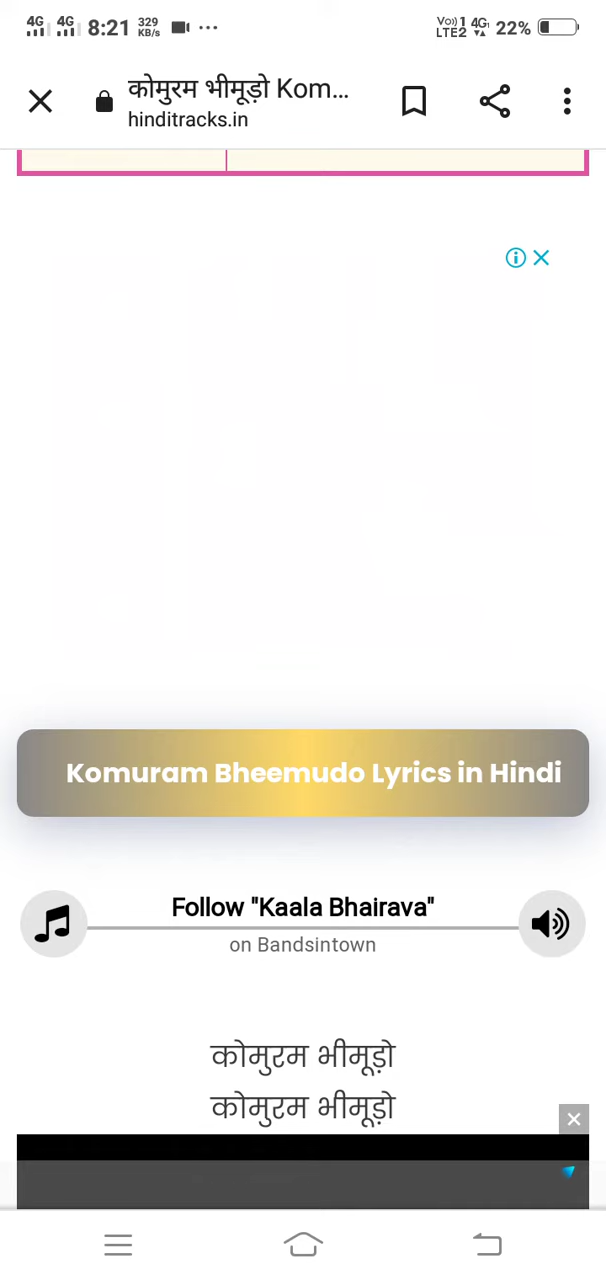 4G 4G 8:21 329 KB/s ... Vo)) 1 LTE2 4G 22%
कोमुरम भीमूड़ो Kom...
hinditracks.in
Komuram Bheemudo Lyrics in Hindi
Follow "Kaala Bhairava"
on Bandsintown
कोमुरम भीमूड़ो
कोमुरम भीमूड़ो